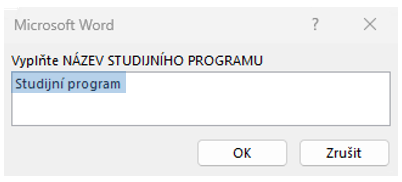 Microsoft Word
Vyplňte NÁZEV STUDIJNÍHO PROGRAMU
Studijní program
OK
Zrušit